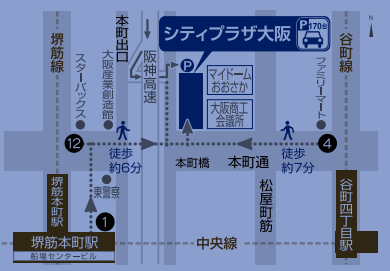 シティプラザ大阪
P170台
N
本町出口
堺筋線
谷町線
阪神高速
大阪産業創造館
スターバックス
ファミリーマート
P
マイドーム
おおさか
大阪商工
会議所
12
4
徒歩
約6分
本町橋
本町通
徒歩
約7分
堺筋本町駅
東警察
松屋町筋
谷町四丁目駅
1
堺筋本町駅
船場センタービル
中央線